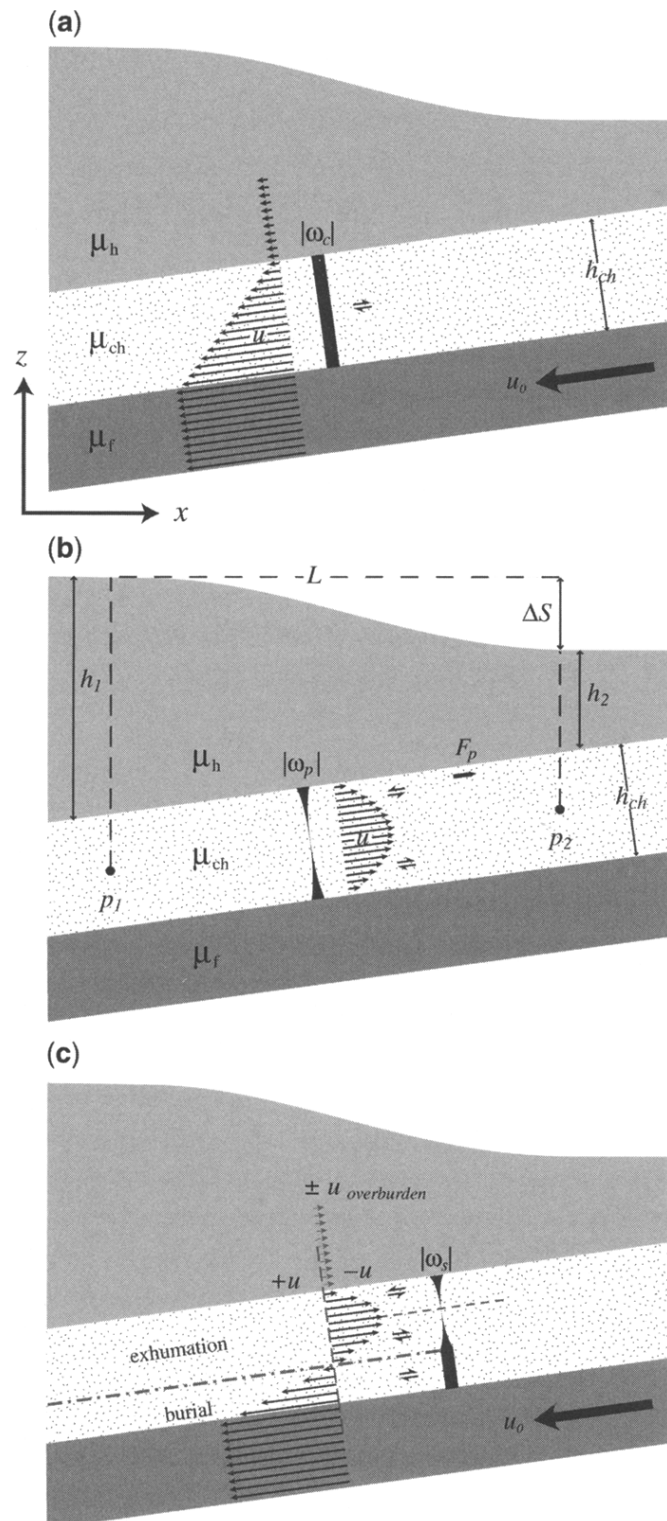 (a)
μh
|ωc|
hch
μch
u
z
uo
μf
x
(b)
L
ΔS
h1
h2
μh
|ωp|
Fp
hch
u
μch
p1
p2
μf
(c)
± u overburden
+u
−u
|ωs|
exhumation
burial
uo